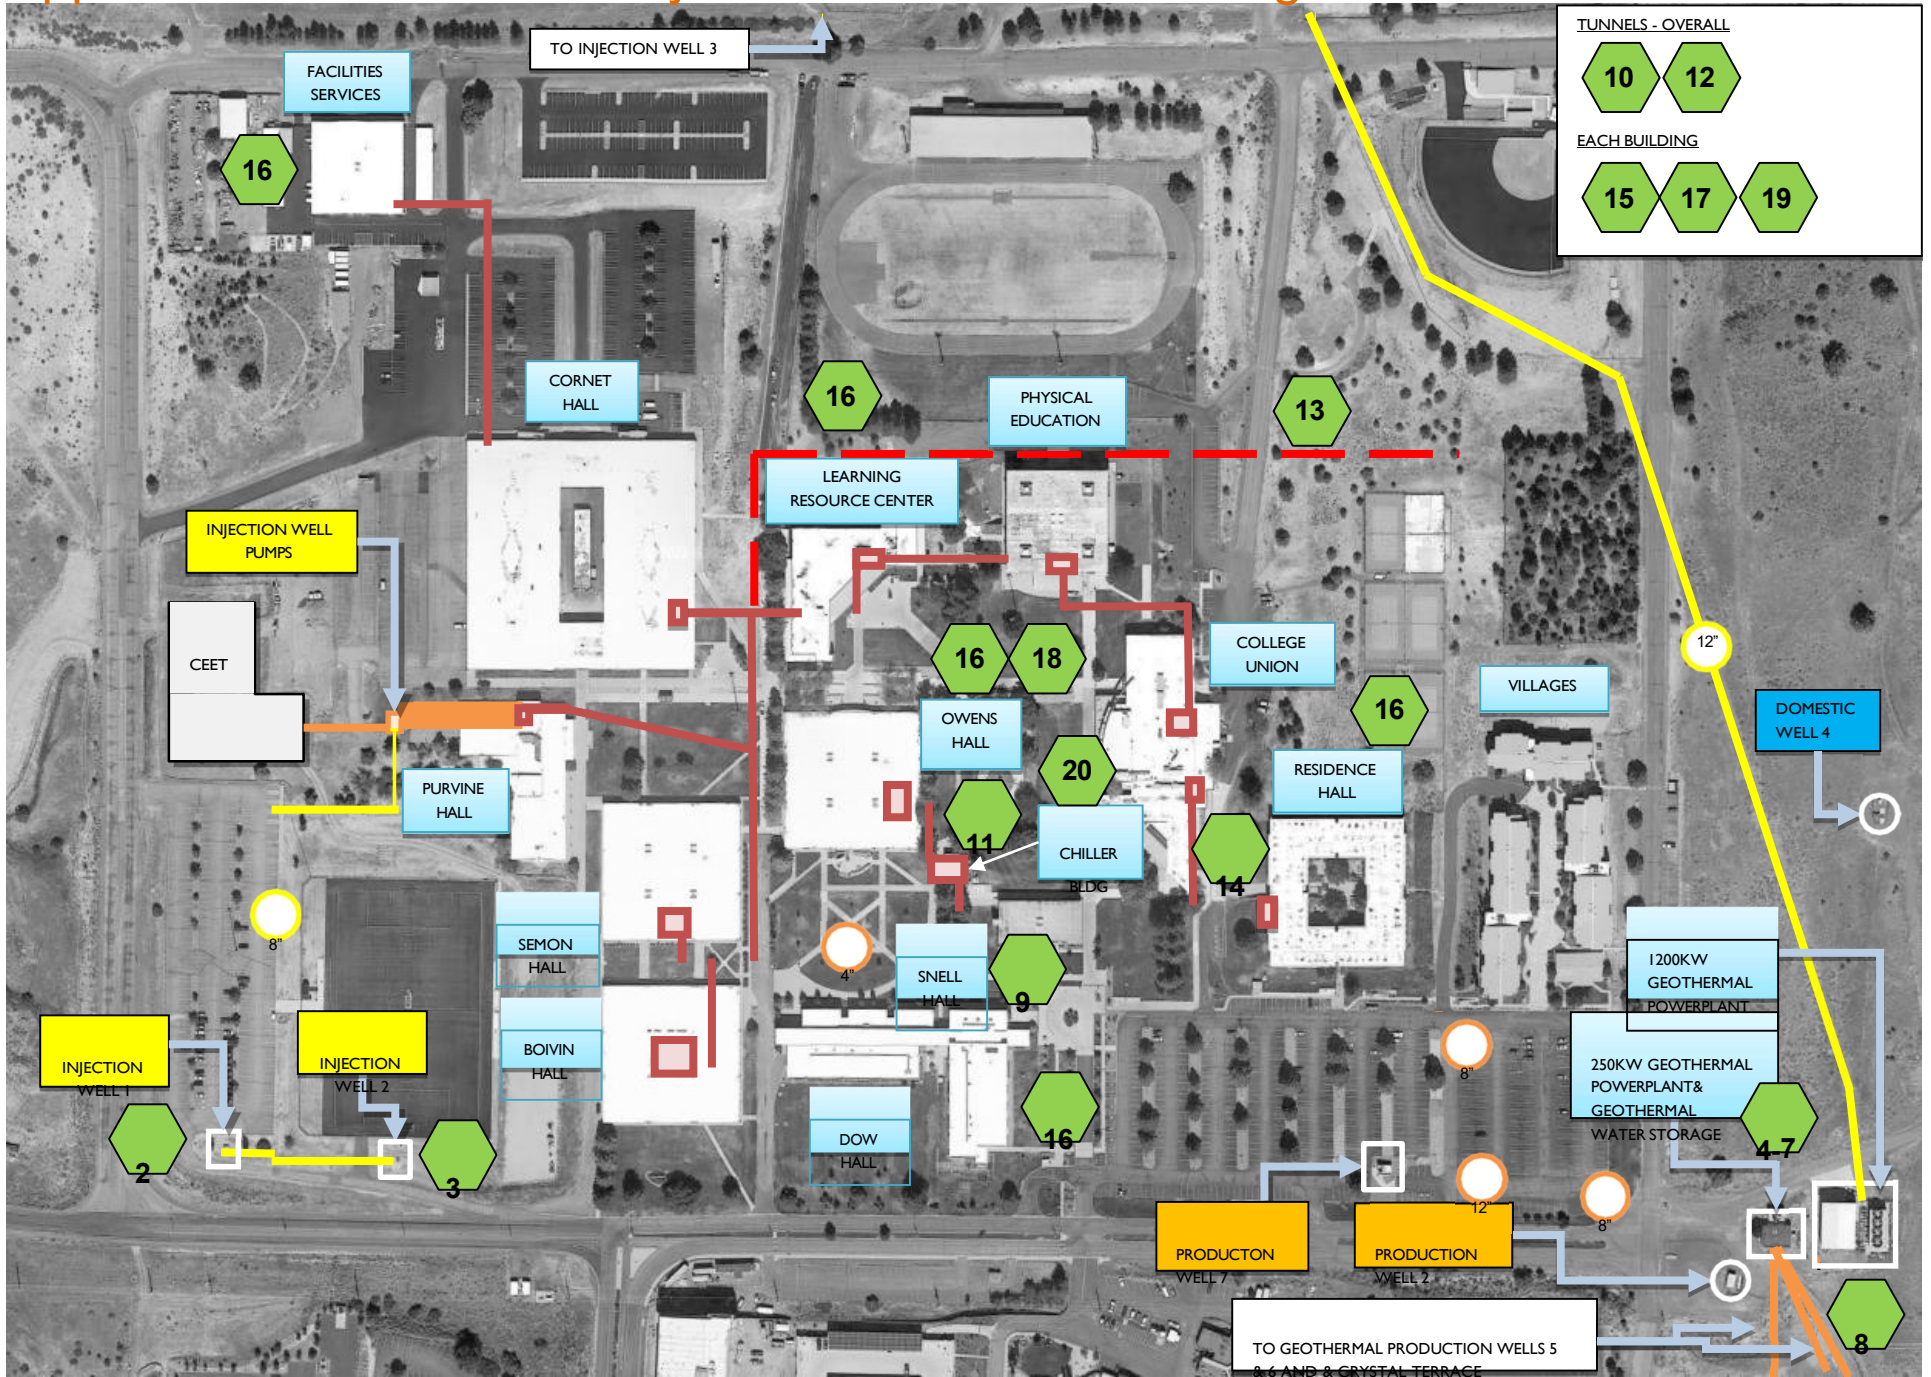 TO INJECTION WELL 3
TUNNELS - OVERALL
10
12
EACH BUILDING
15
17
19
FACILITIES
SERVICES
16
CORNET
HALL
16
PHYSICAL
EDUCATION
13
LEARNING
RESOURCE CENTER
INJECTION WELL
PUMPS
CEET
16
18
COLLEGE
UNION
12"
VILLAGES
16
OWENS
HALL
DOMESTIC
WELL 4
20
RESIDENCE
HALL
PURVINE
HALL
11
CHILLER
BLDG
14
8"
SEMON
HALL
4"
SNELL
HALL
9
1200KW
GEOTHERMAL
POWERPLANT
INJECTION
WELL 1
INJECTION
WELL 2
BOIVIN
HALL
8"
250KW GEOTHERMAL
POWERPLANT&
GEOTHERMAL
WATER STORAGE
4-7
2
3
DOW
HALL
16
12"
8"
PRODUCTON
WELL 7
PRODUCTION
WELL 2
TO GEOTHERMAL PRODUCTION WELLS 5
& 6 AND & CRYSTAL TERRACE
8